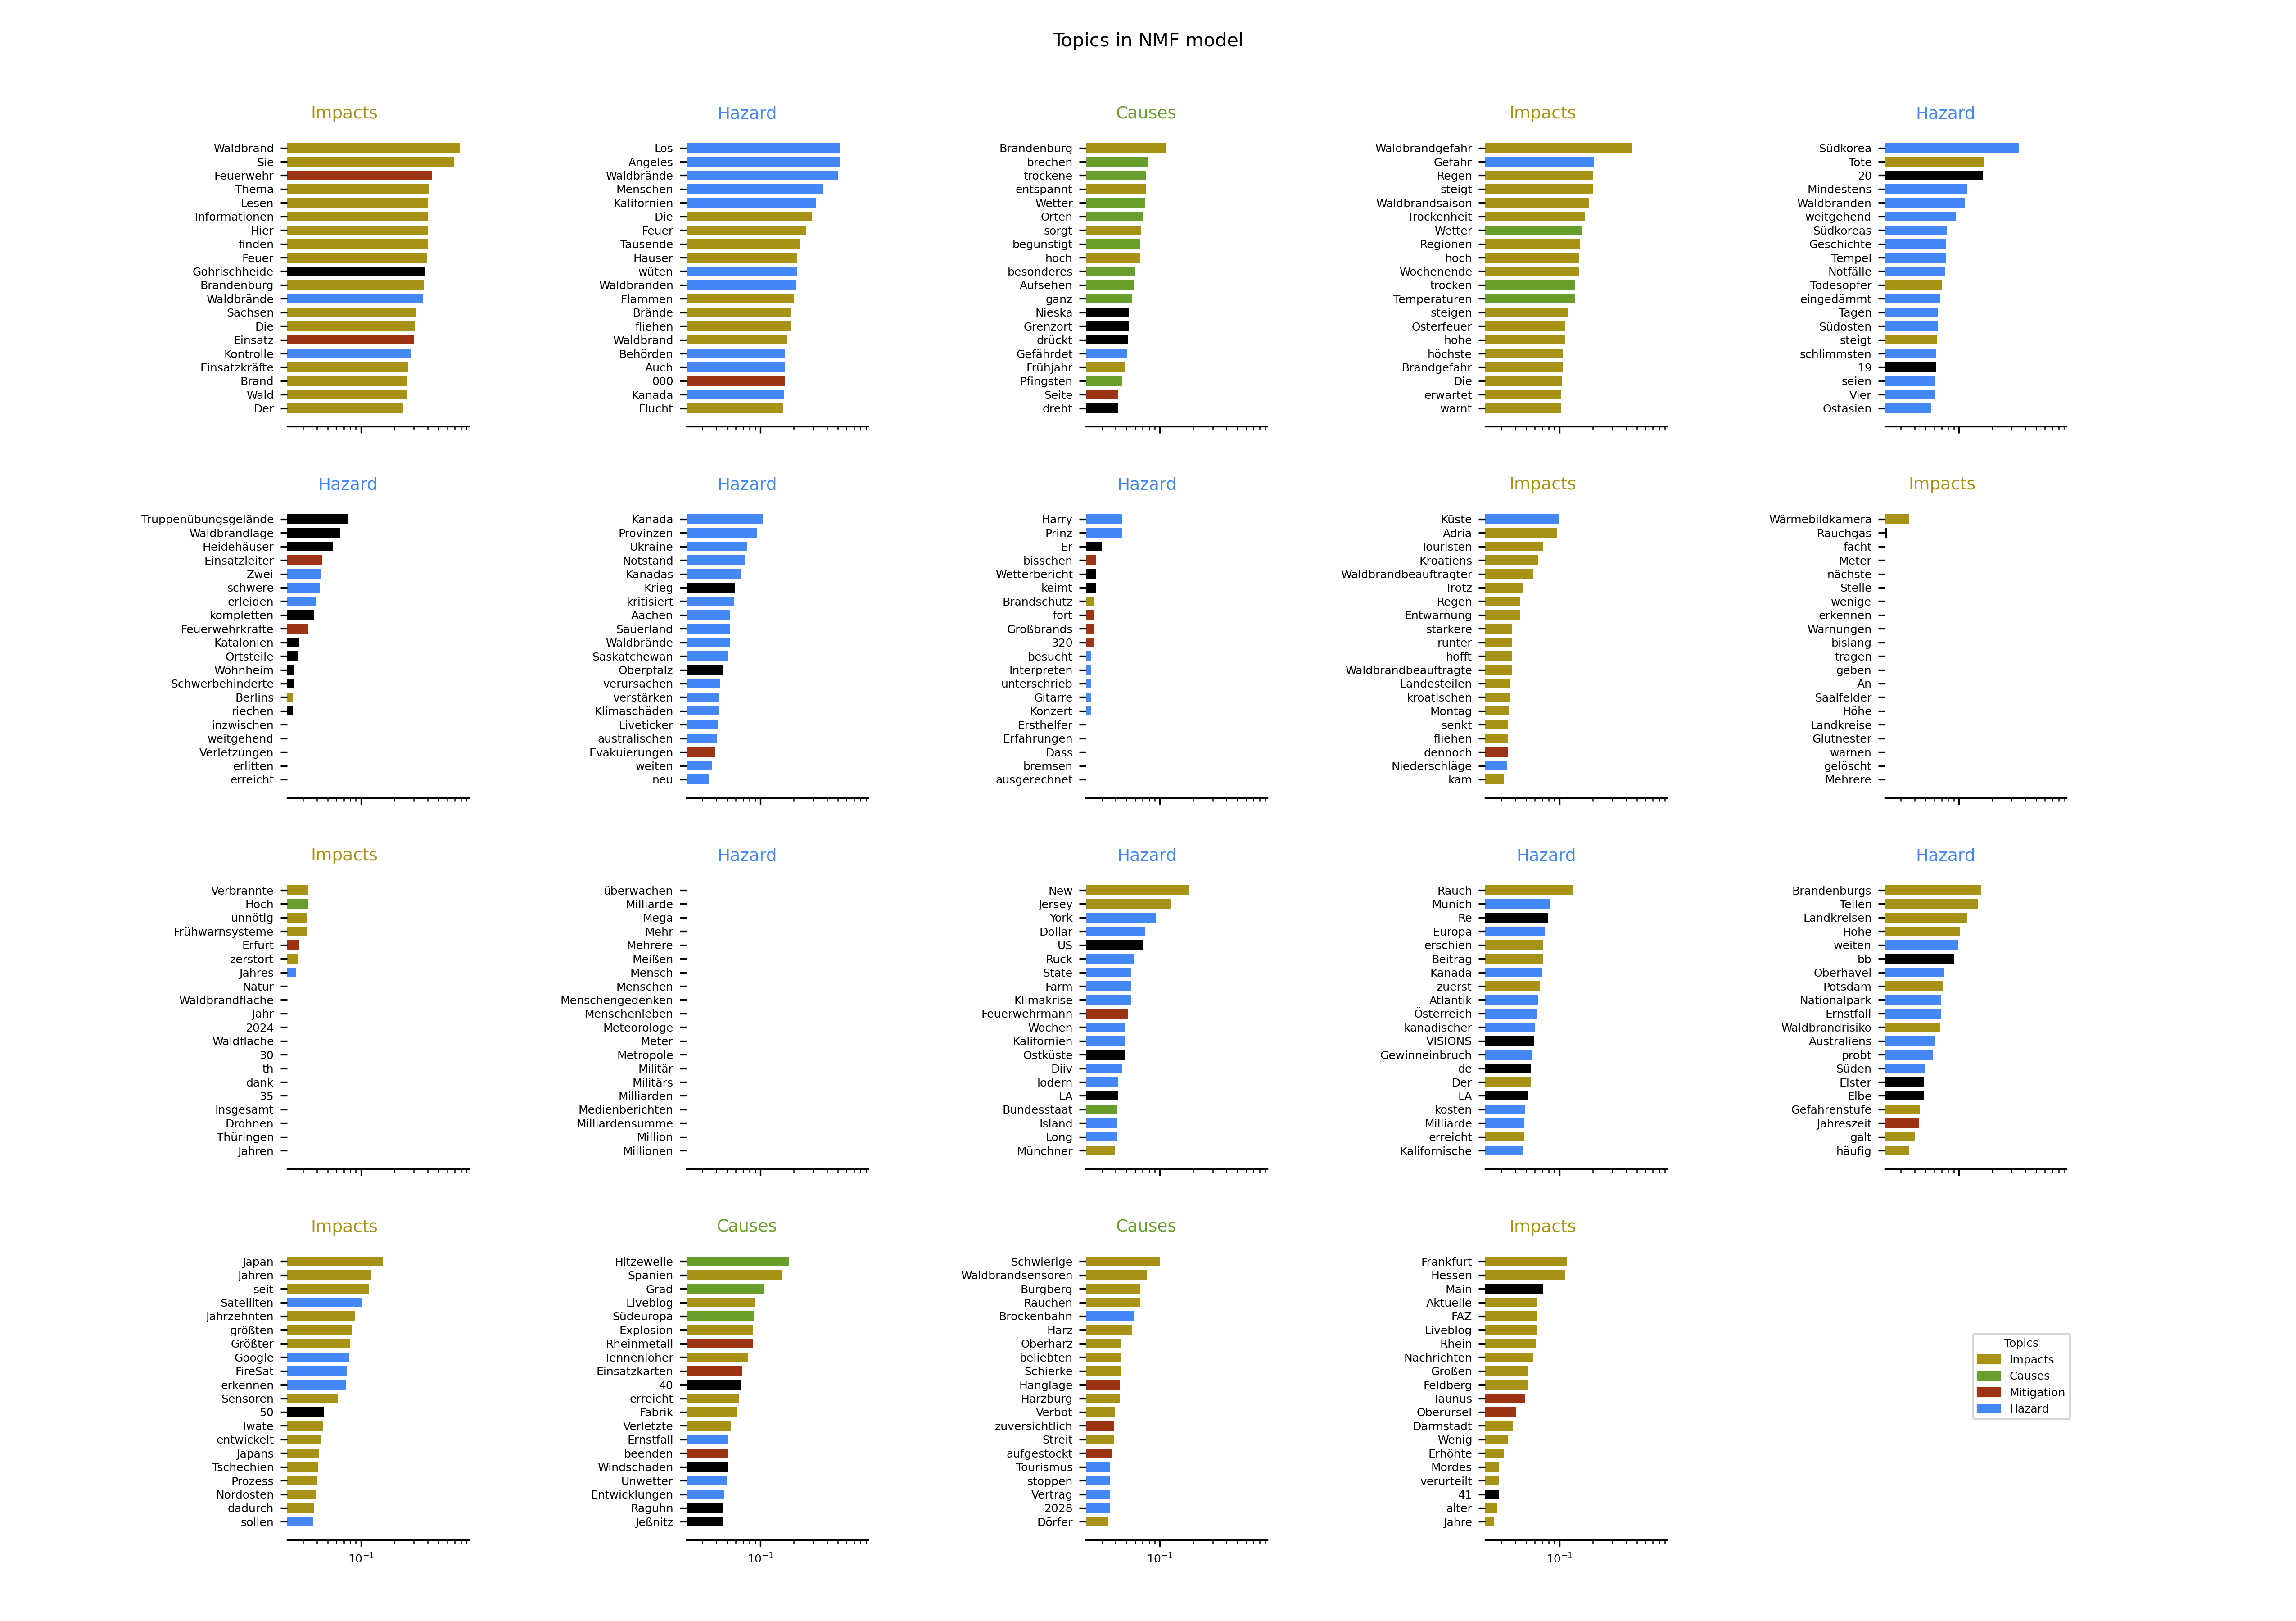 Topics in NMF model
Impacts
Waldbrand
Sie
Feuerwehr
Thema
Lesen
Informationen
Hier
finden
Feuer
Gohrischheide
Brandenburg
Waldbrände
Sachsen
Die
Einsatz
Kontrolle
Einsatzkräfte
Brand
Wald
Der
Hazard
Los
Angeles
Waldbrände
Menschen
Kalifornien
Die
Feuer
Tausende
Häuser
wüten
Waldbränden
Flammen
Brände
fliehen
Waldbrand
Behörden
Auch
000
Kanada
Flucht
Causes
Brandenburg
brechen
trockene
entspannt
Wetter
Orten
sorgt
begünstigt
hoch
besonderes
Aufsehen
ganz
Nieska
Grenzort
drückt
Gefährdet
Frühjahr
Pfingsten
Seite
dreht
Impacts
Waldbrandgefahr
Gefahr
Regen
steigt
Waldbrandsaison
Trockenheit
Wetter
Regionen
hoch
Wochenende
trocken
Temperaturen
steigen
Osterfeuer
hohe
höchste
Brandgefahr
Die
erwartet
warnt
Hazard
Südkorea
Tote
20
Mindestens
Waldbränden
weitgehend
Südkoreas
Geschichte
Tempel
Notfälle
Todesopfer
eingedämmt
Tagen
Südosten
steigt
schlimmsten
19
seien
Vier
Ostasien
Hazard
Truppenübungsgelände
Waldbrandlage
Heidehäuser
Einsatzleiter
Zwei
schwere
erleiden
kompletten
Feuerwehrkräfte
Katalonien
Ortsteile
Wohnheim
Schwerbehinderte
Berlins
riechen
inzwischen
weitgehend
Verletzungen
erlitten
erreicht
Hazard
Kanada
Provinzen
Ukraine
Notstand
Kanadas
Krieg
kritisiert
Aachen
Sauerland
Waldbrände
Saskatchewan
Oberpfalz
verursachen
verstärken
Klimaschäden
Liveticker
australischen
Evakuierungen
weiten
neu
Hazard
Harry
Prinz
Er
bisschen
Wetterbericht
keimt
Brandschutz
fort
Großbrands
320
besucht
Interpreten
unterschrieb
Gitarre
Konzert
Ersthelfer
Erfahrungen
Dass
bremsen
ausgerechnet
Impacts
Küste
Adria
Touristen
Kroatiens
Waldbrandbeauftragter
Trotz
Regen
Entwarnung
stärkere
runter
hofft
Waldbrandbeauftragte
Landesteilen
kroatischen
Montag
senkt
fliehen
dennoch
Niederschläge
kam
Impacts
Wärmebildkamera
Rauchgas
facht
Meter
nächste
Stelle
wenige
erkennen
Warnungen
bislang
tragen
geben
An
Saalfelder
Höhe
Landkreise
Glutnester
warnen
gelöscht
Mehrere
Impacts
Verbrannte
Hoch
unnötig
Frühwarnsysteme
Erfurt
zerstört
Jahres
Natur
Waldbrandfläche
Jahr
2024
Waldfläche
30
th
dank
35
Insgesamt
Drohnen
Thüringen
Jahren
Hazard
überwachen
Milliarde
Mega
Mehr
Mehrere
Meißen
Mensch
Menschen
Menschengedenken
Menschenleben
Meteorologe
Meter
Metropole
Militär
Militärs
Milliarden
Medienberichten
Milliardensumme
Million
Millionen
Hazard
New
Jersey
York
Dollar
US
Rück
State
Farm
Klimakrise
Feuerwehrmann
Wochen
Kalifornien
Ostküste
Diiv
lodern
LA
Bundesstaat
Island
Long
Münchner
Hazard
Rauch
Munich
Re
Europa
erschien
Beitrag
Kanada
zuerst
Atlantik
Österreich
kanadischer
VISIONS
Gewinneinbruch
de
Der
LA
kosten
Milliarde
erreicht
Kalifornische
Hazard
Brandenburgs
Teilen
Landkreisen
Hohe
weiten
bb
Oberhavel
Potsdam
Nationalpark
Ernstfall
Waldbrandrisiko
Australiens
probt
Süden
Elster
Elbe
Gefahrenstufe
Jahreszeit
galt
häufig
Impacts
Japan
Jahren
seit
Satelliten
Jahrzehnten
größten
Größter
Google
FireSat
erkennen
Sensoren
50
Iwate
entwickelt
Japans
Tschechien
Prozess
Nordosten
dadurch
sollen
10⁻¹
Causes
Hitzewelle
Spanien
Grad
Liveblog
Südeuropa
Explosion
Rheinmetall
Tennenloher
Einsatzkarten
40
erreicht
Fabrik
Verletzte
Ernstfall
beenden
Windschäden
Unwetter
Entwicklungen
Raguhn
Jeßnitz
10⁻¹
Causes
Schwierige
Waldbrandsensoren
Burgberg
Rauchen
Brockenbahn
Harz
Oberharz
beliebten
Schierke
Hanglage
Harzburg
Verbot
zuversichtlich
Streit
aufgestockt
Tourismus
stoppen
Vertrag
2028
Dörfer
10⁻¹
Impacts
Frankfurt
Hessen
Main
Aktuelle
FAZ
Liveblog
Rhein
Nachrichten
Großen
Feldberg
Taunus
Oberursel
Darmstadt
Wenig
Erhöhte
Mordes
verurteilt
41
alter
Jahre
10⁻¹
Topics
Impacts
Causes
Mitigation
Hazard